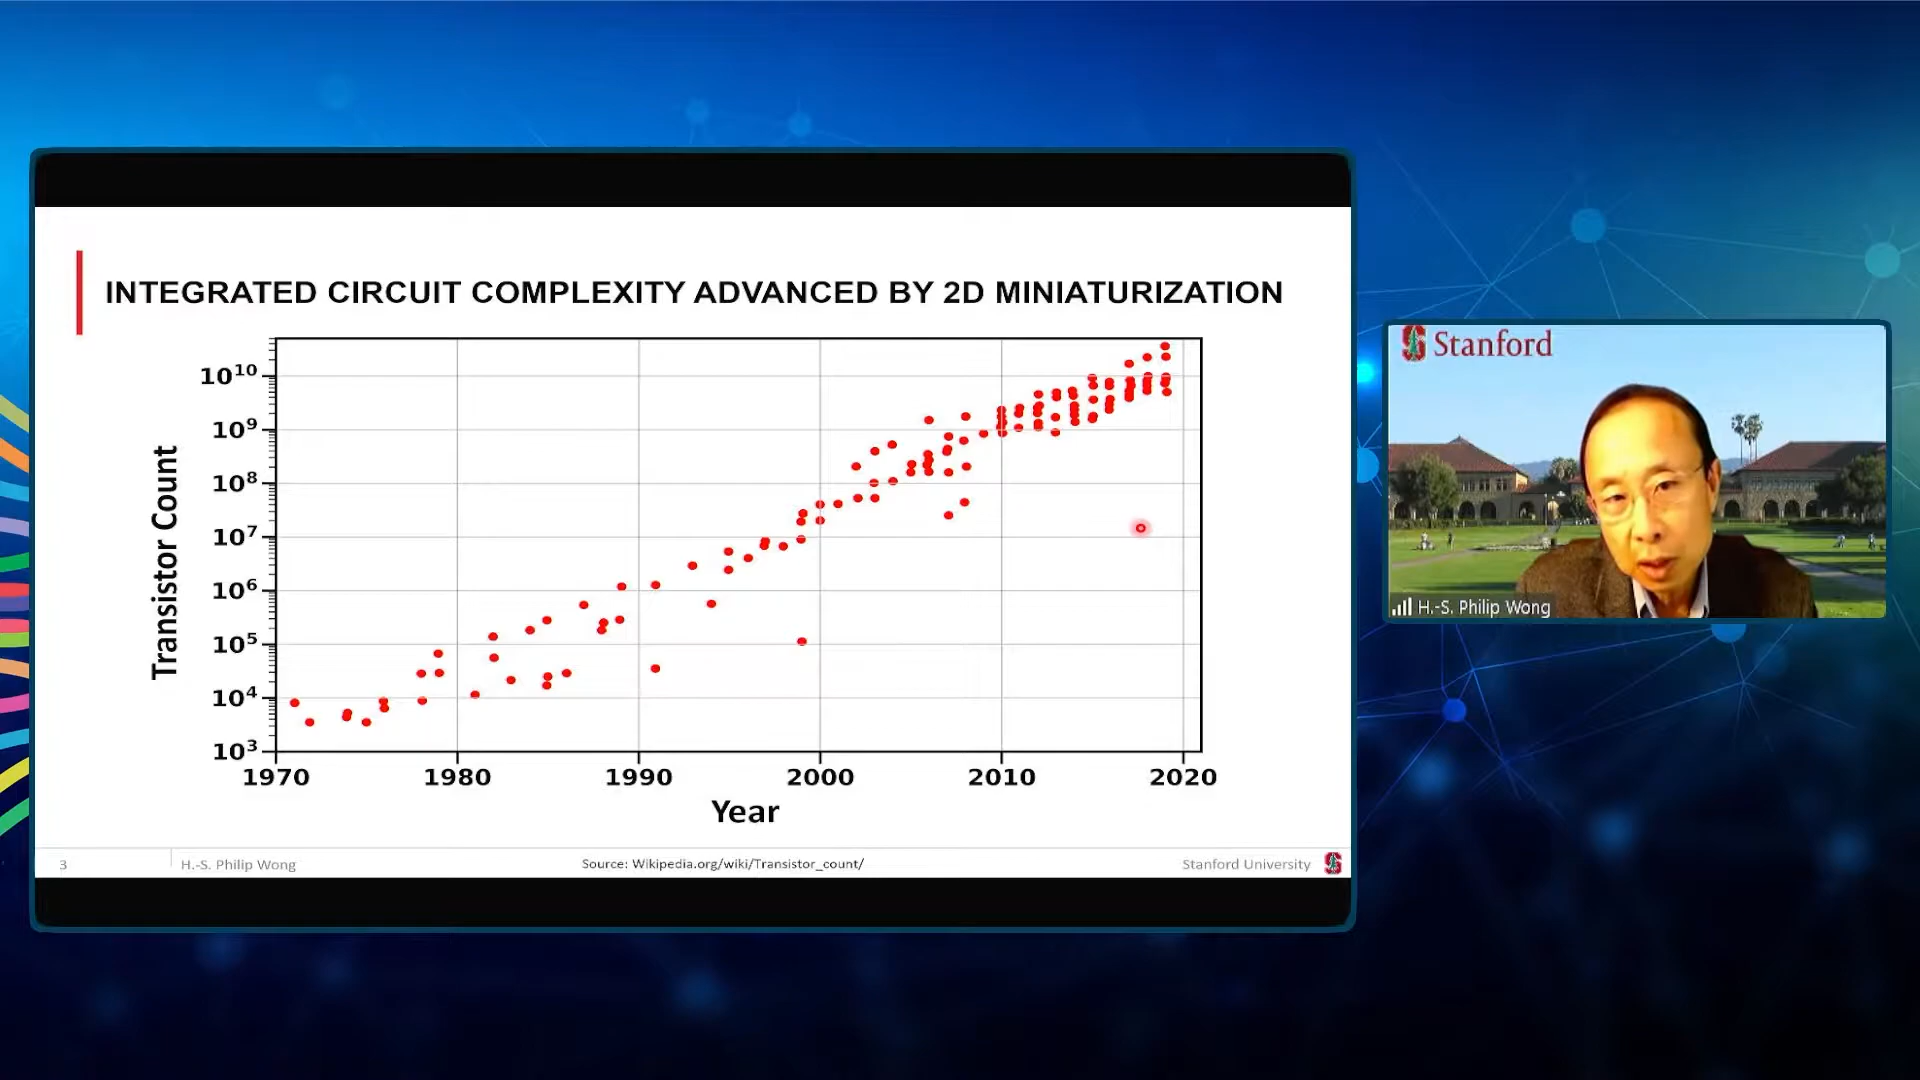 INTEGRATED CIRCUIT COMPLEXITY ADVANCED BY 2D MINIATURIZATION
Transistor Count
10¹⁰
10⁹
10⁸
10⁷
10⁶
10⁵
10⁴
10³
1970 1980 1990 2000 2010 2020
Year
3 H.-S. Philip Wong Source: Wikipedia.org/wiki/Transistor_count/ Stanford University
Stanford
H.-S. Philip Wong